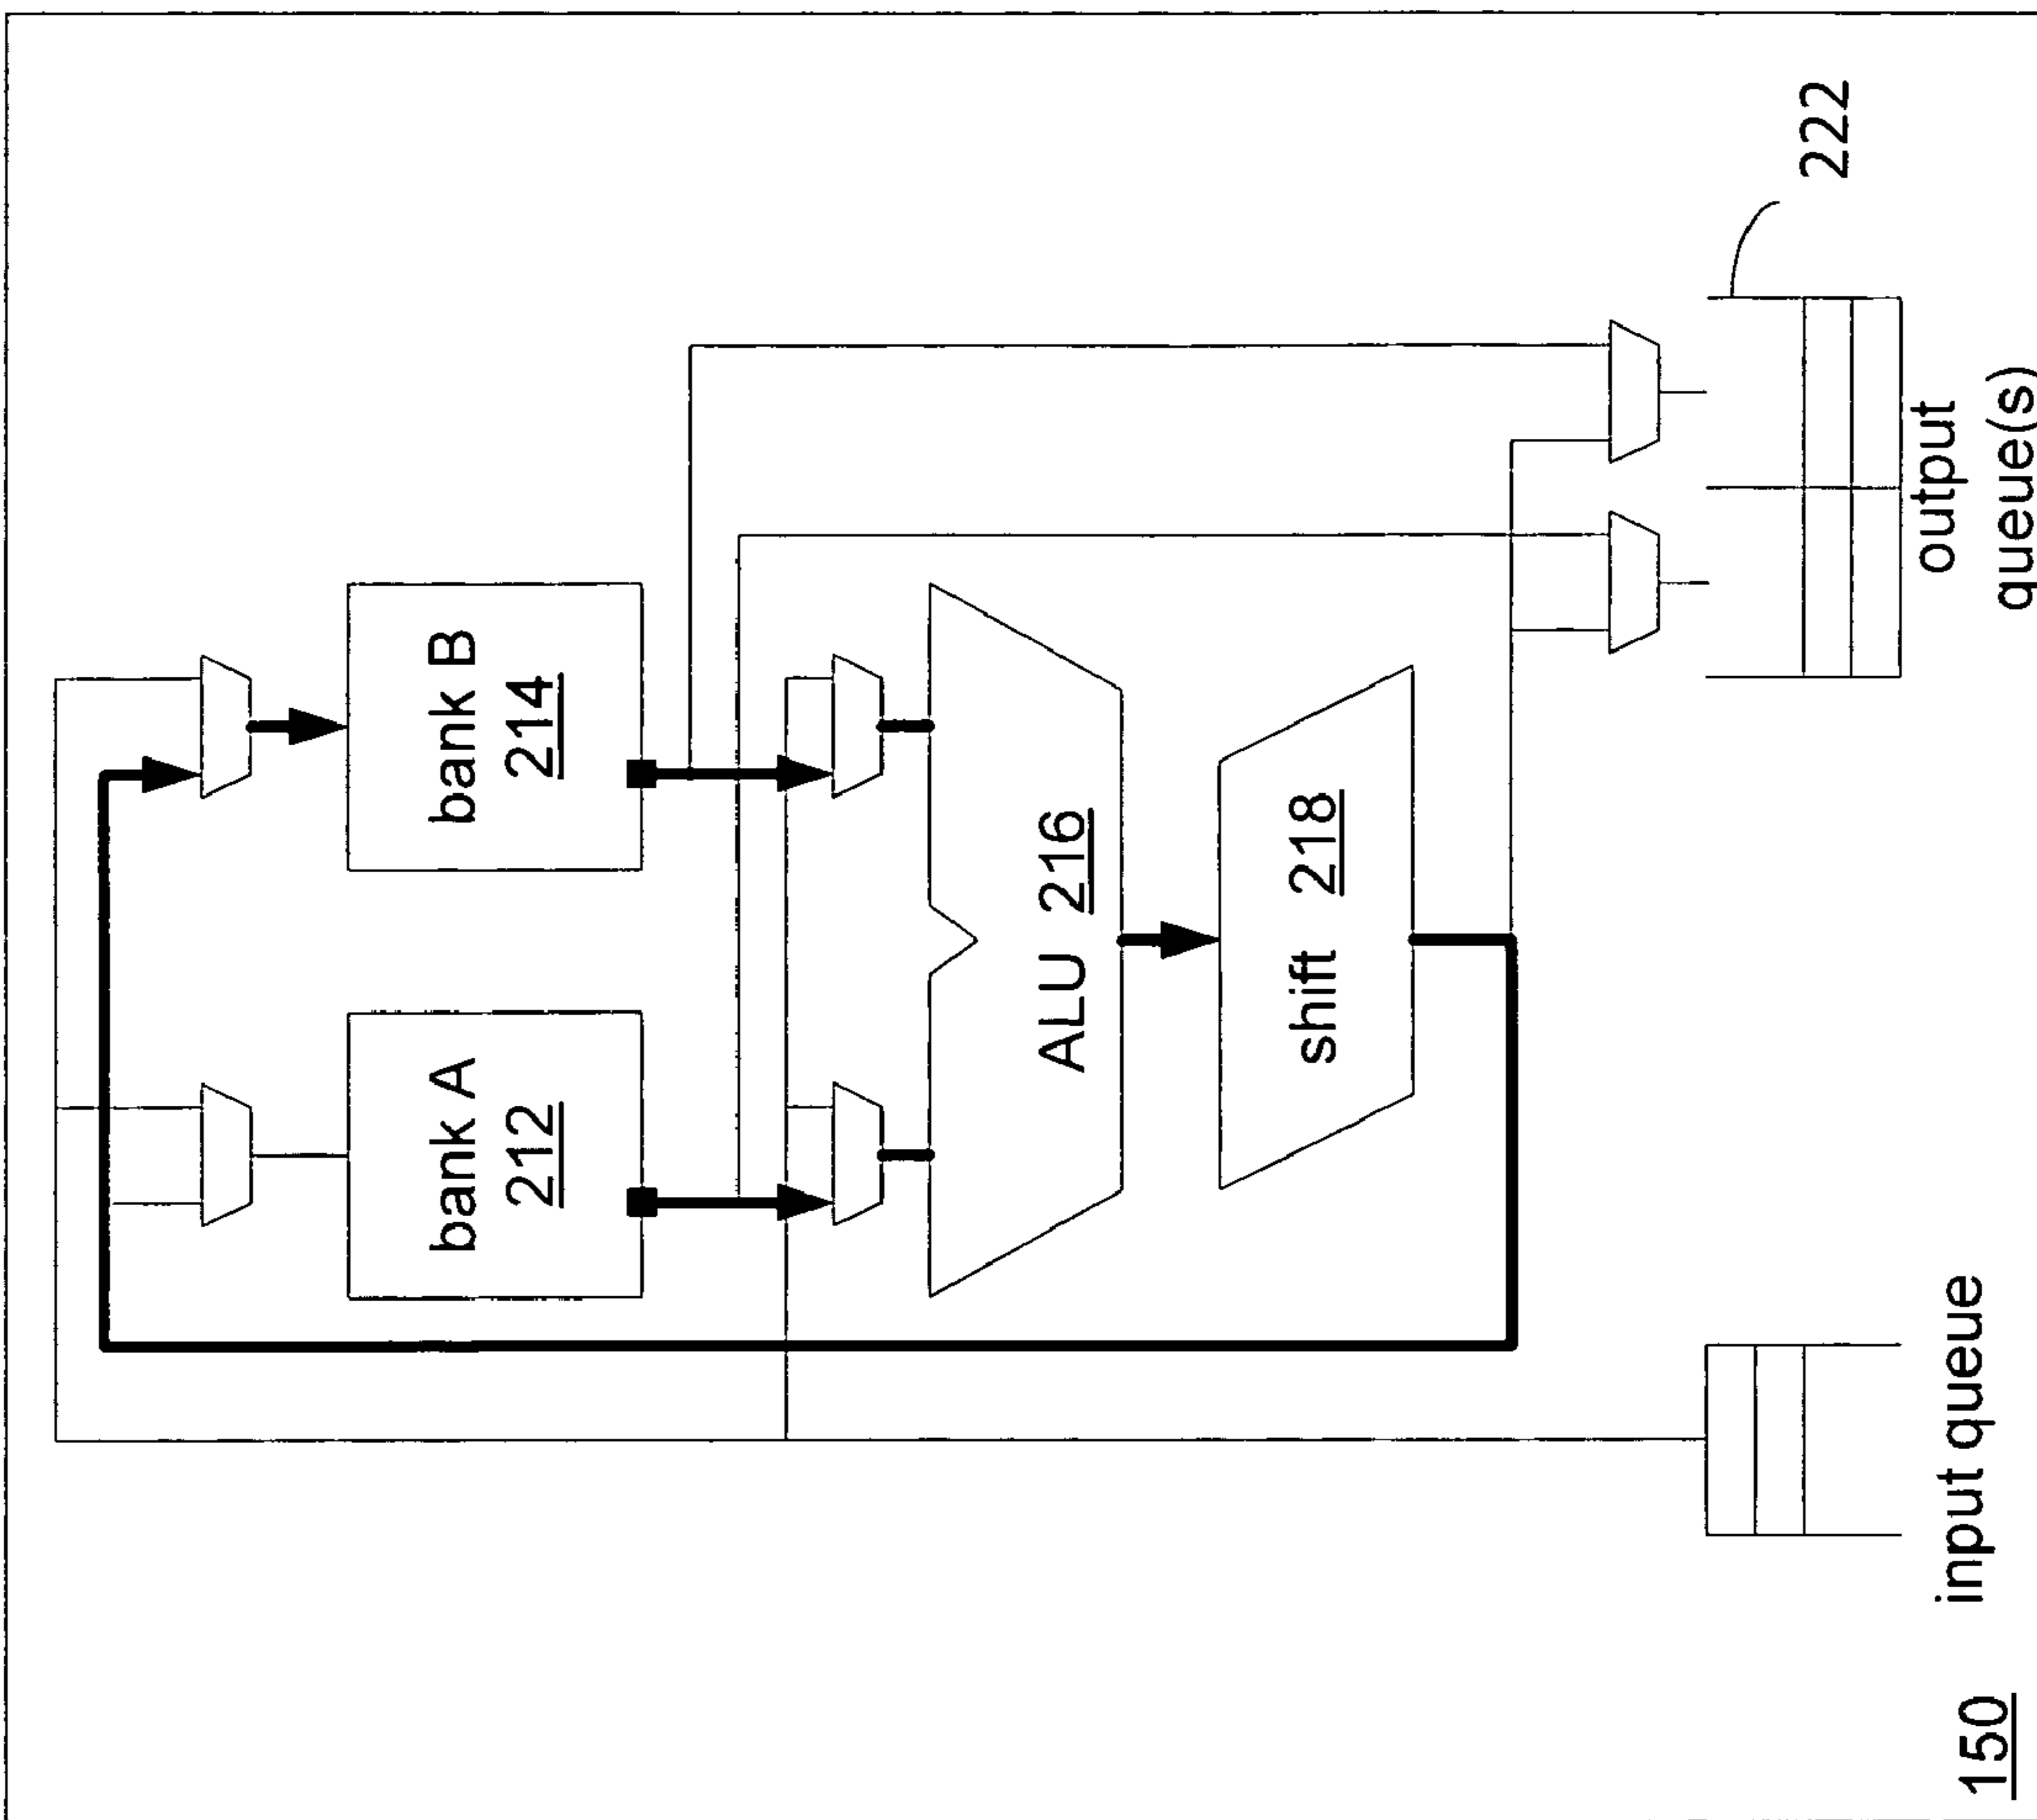 bank A
212
bank B
214
ALU 216
shift 218
222
input queue
output
queue(s)
150